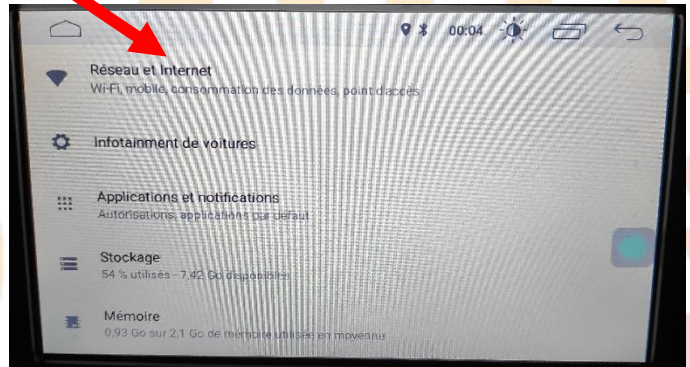 00:04
Réseau et Internet
Wi-Fi, mobile, consommation des données, point d'accès
Infotainment de voitures
Applications et notifications
Autorisations, applications par défaut
Stockage
54 % utilisés - 7,42 Go disponibles
Mémoire
0,93 Go sur 2,1 Go de mémoire utilisée en moyenne